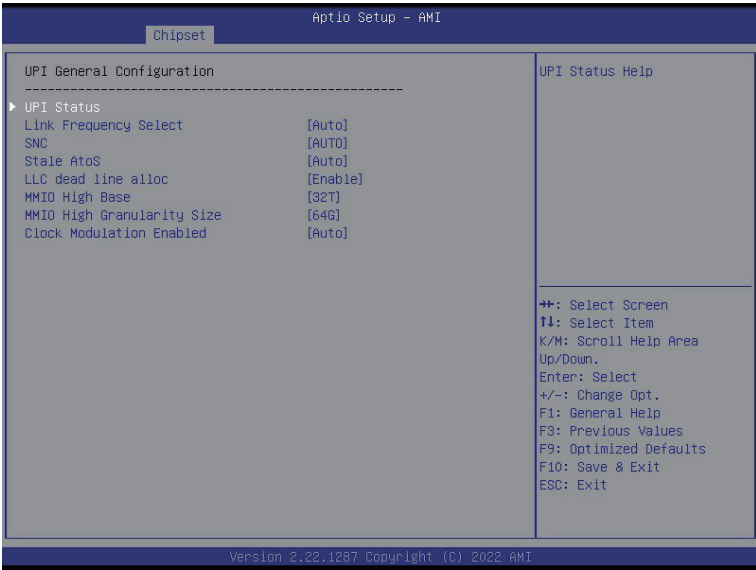 Aptio Setup – AMI
Chipset
UPI General Configuration
------------------------------------------------
UPI Status
Link Frequency Select [Auto]
SNC [AUTO]
Stale AtoS [Auto]
LLC dead line alloc [Enable]
MMIO High Base [32T]
MMIO High Granularity Size [64G]
Clock Modulation Enabled [Auto]
UPI Status Help
→←: Select Screen
↑↓: Select Item
K/M: Scroll Help Area
Up/Down.
Enter: Select
+/-: Change Opt.
F1: General Help
F3: Previous Values
F9: Optimized Defaults
F10: Save & Exit
ESC: Exit
Version 2.22.1287 Copyright (C) 2022 AMI